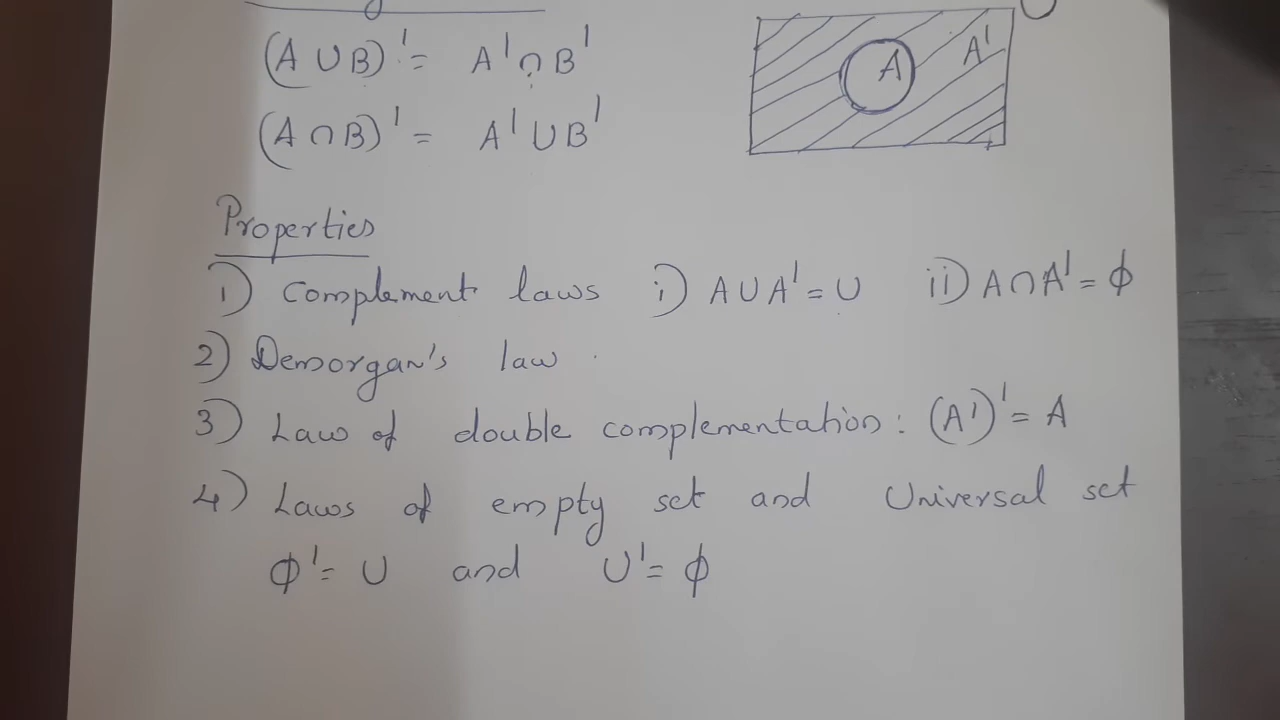 (A ∪ B)' = A' ∩ B'
(A ∩ B)' = A' ∪ B'
A
A'
Properties
1) Complement laws i) A ∪ A' = U ii) A ∩ A' = ϕ
2) Demorgan's law.
3) Law of double complementation: (A')' = A
4) Laws of empty set and Universal set
ϕ' = U and U' = ϕ